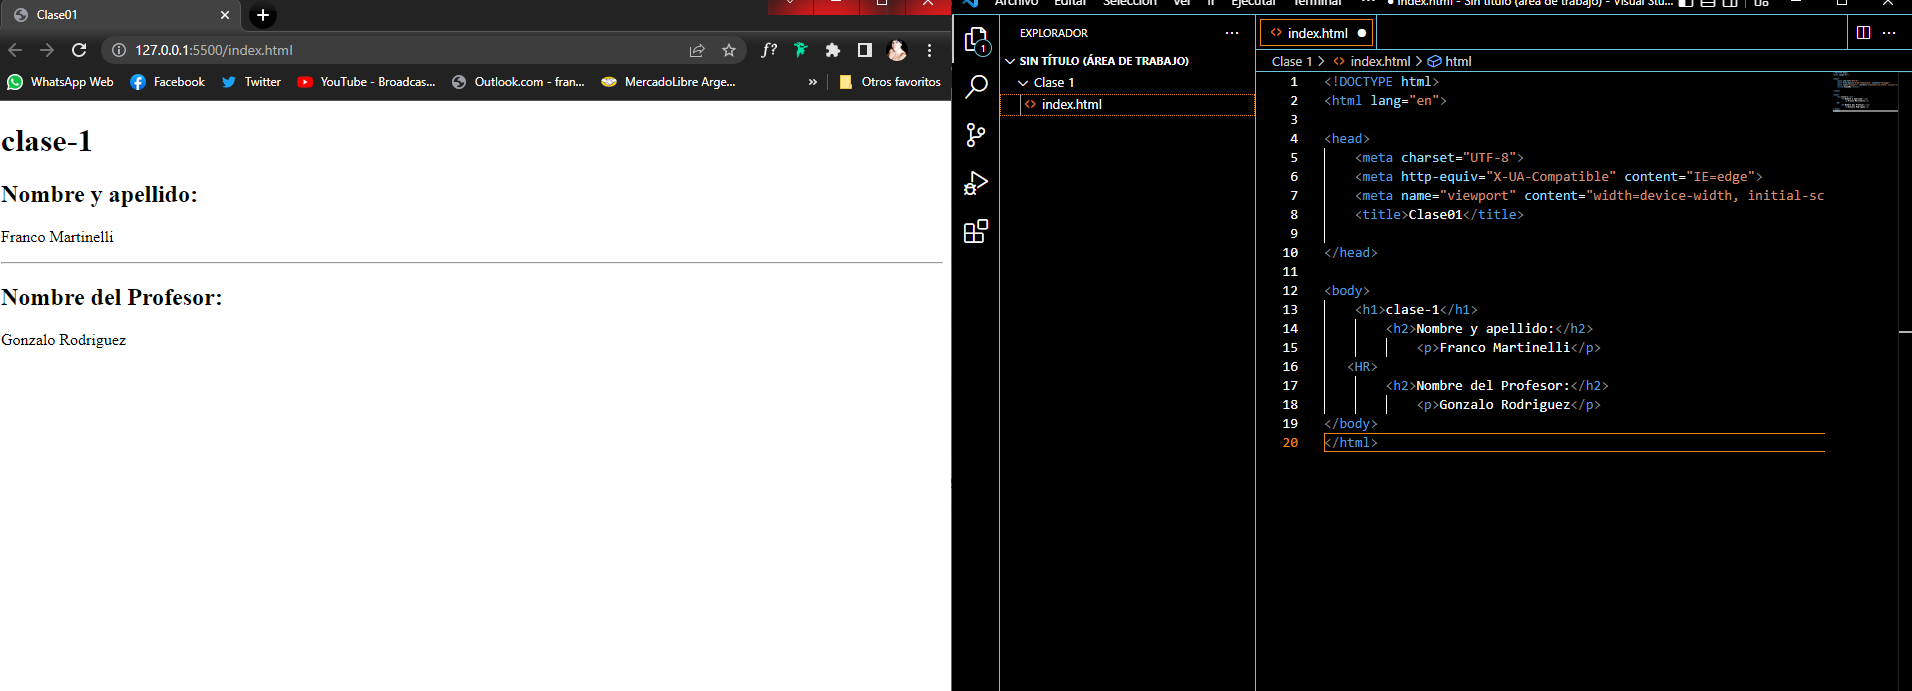 Clase01
127.0.0.1:5500/index.html
f?
WhatsApp Web
Facebook
Twitter
YouTube - Broadcas...
Outlook.com - fran...
MercadoLibre Arge...
»
Otros favoritos
clase-1
Nombre y apellido:
Franco Martinelli
Nombre del Profesor:
Gonzalo Rodriguez
Archivo Editar Selección Ver Ir Ejecutar Terminal ··· ● index.html - Sin título (área de trabajo) - Visual Stu...
1
EXPLORADOR
SIN TÍTULO (ÁREA DE TRABAJO)
Clase 1
<> index.html
<> index.html ●
Clase 1 > <> index.html > html
1 <!DOCTYPE html>
2 <html lang="en">
3
4 <head>
5 <meta charset="UTF-8">
6 <meta http-equiv="X-UA-Compatible" content="IE=edge">
7 <meta name="viewport" content="width=device-width, initial-sc
8 <title>Clase01</title>
9
10 </head>
11
12 <body>
13 <h1>clase-1</h1>
14 <h2>Nombre y apellido:</h2>
15 <p>Franco Martinelli</p>
16 <HR>
17 <h2>Nombre del Profesor:</h2>
18 <p>Gonzalo Rodriguez</p>
19 </body>
20 </html>